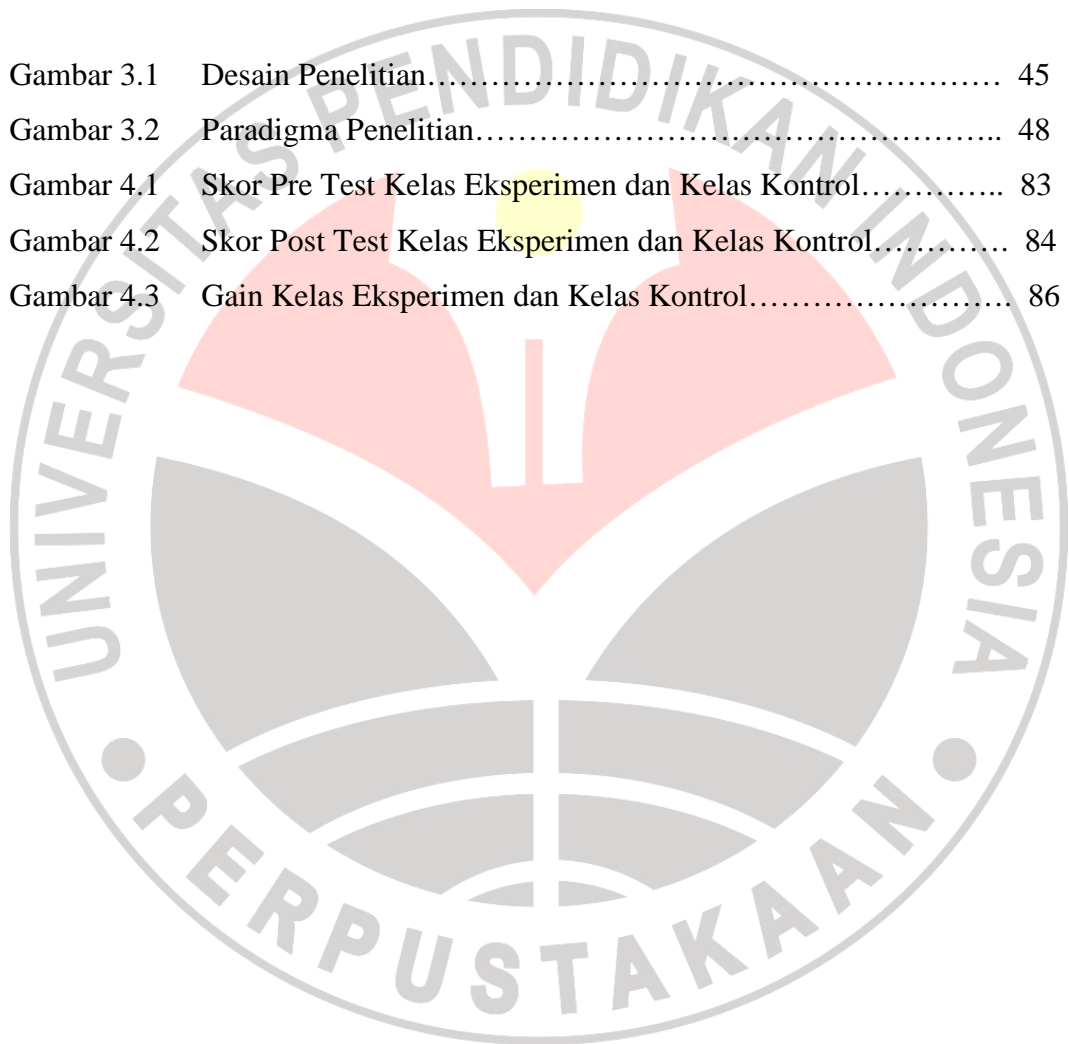 Gambar 3.1 Desain Penelitian……………………………………………… 45
Gambar 3.2 Paradigma Penelitian………………………………………….. 48
Gambar 4.1 Skor Pre Test Kelas Eksperimen dan Kelas Kontrol………….. 83
Gambar 4.2 Skor Post Test Kelas Eksperimen dan Kelas Kontrol…………. 84
Gambar 4.3 Gain Kelas Eksperimen dan Kelas Kontrol……………………. 86
UNIVERSITAS PENDIDIKAN INDONESIA
PERPUSTAKAAN